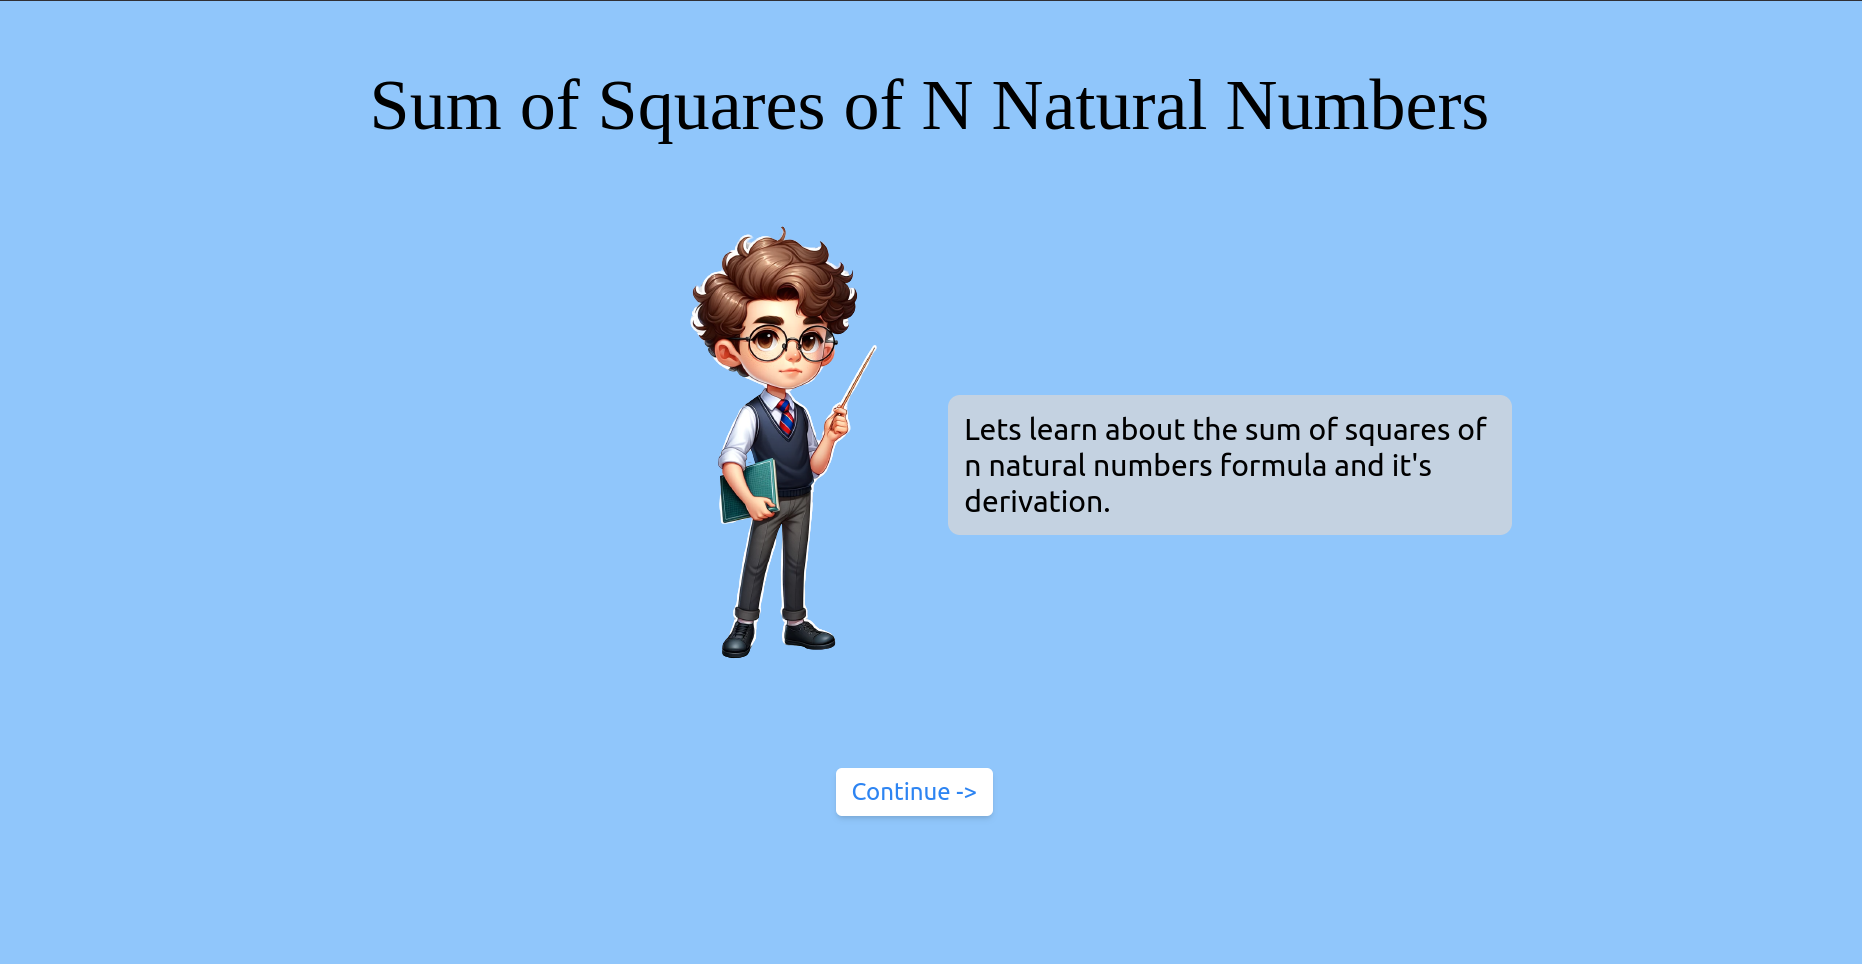 Sum of Squares of N Natural Numbers
Lets learn about the sum of squares of
n natural numbers formula and it's
derivation.
Continue ->